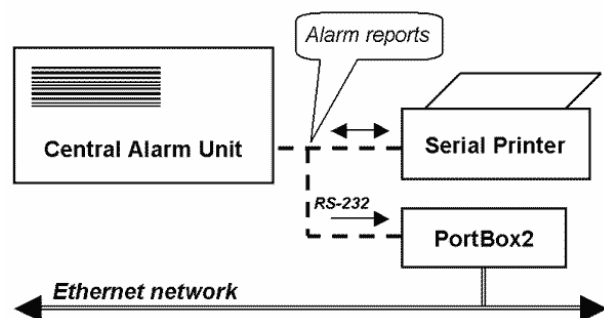 Alarm reports
Central Alarm Unit
Serial Printer
RS-232
PortBox2
Ethernet network